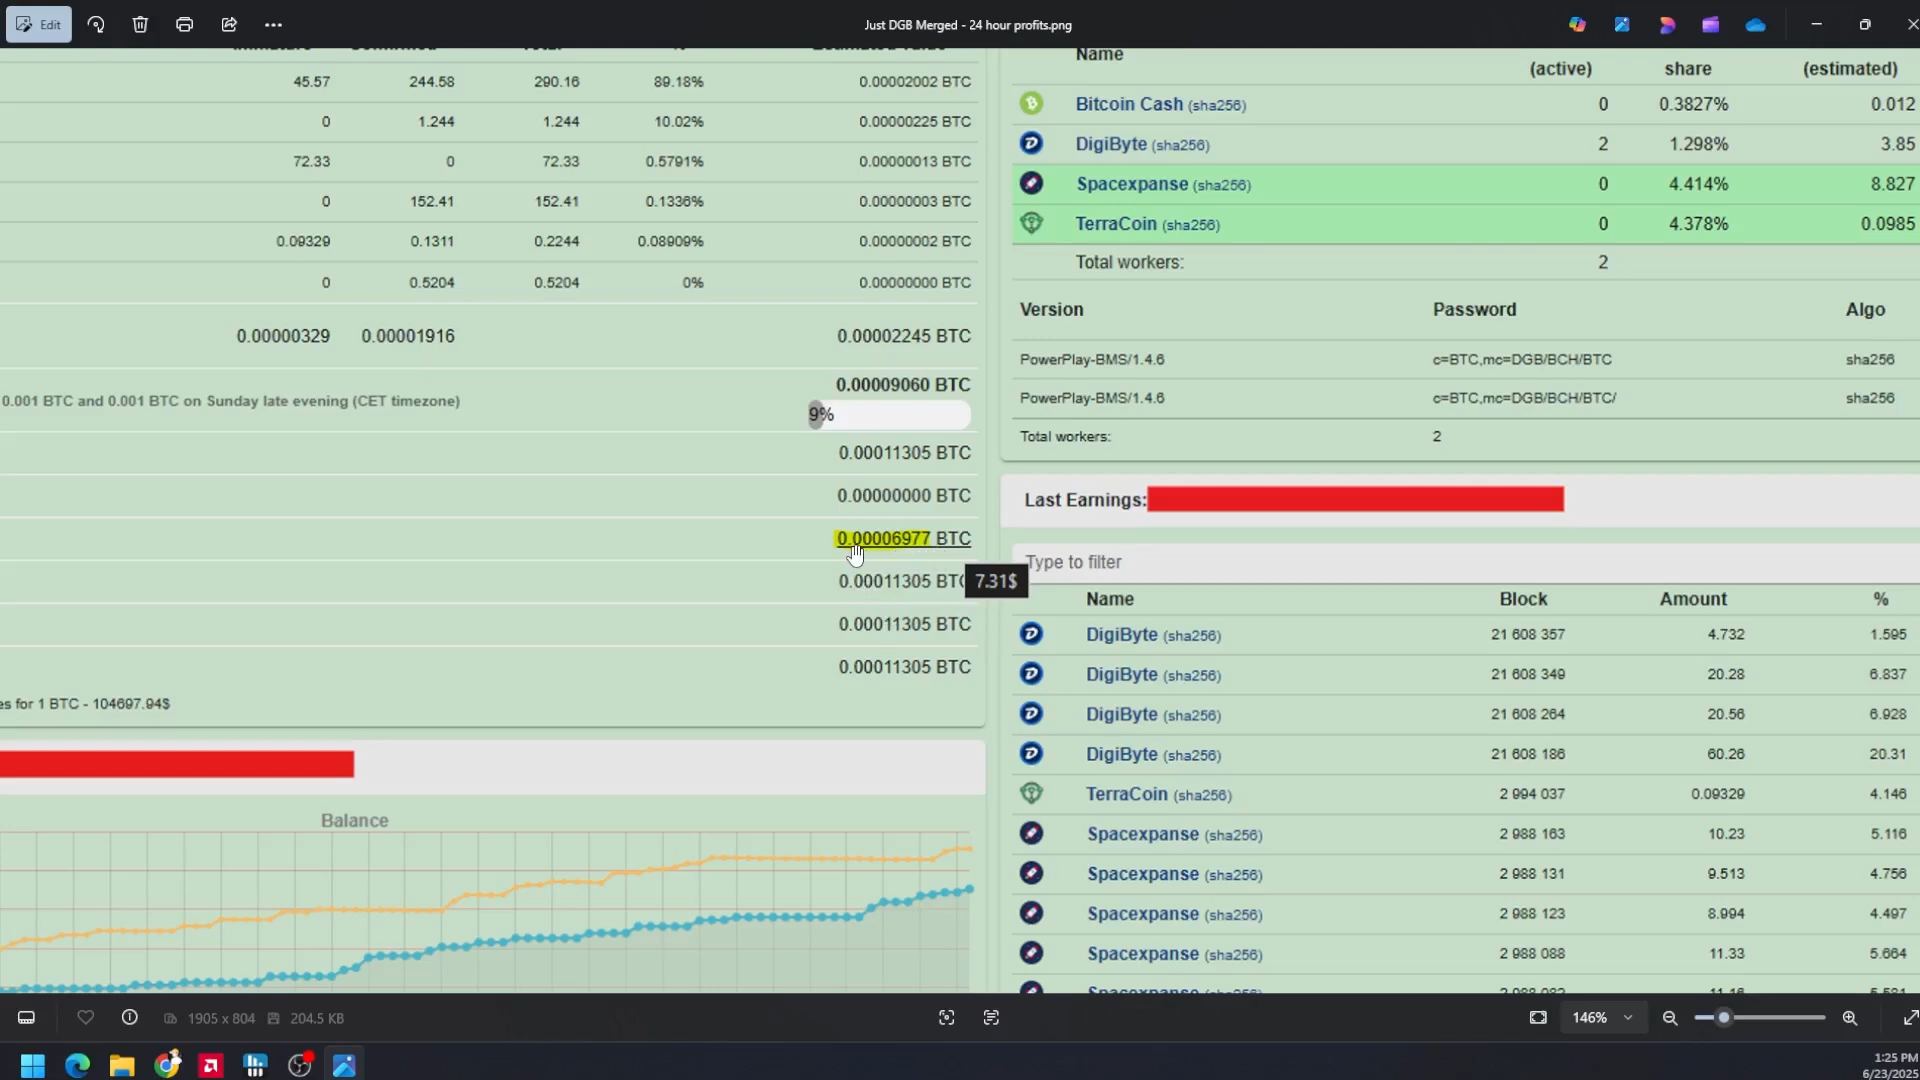 Edit
Just DGB Merged - 24 hour profits.png
45.57 244.58 290.16 89.18% 0.00002002 BTC
0 1.244 1.244 10.02% 0.00000225 BTC
72.33 0 72.33 0.5791% 0.00000013 BTC
0 152.41 152.41 0.1336% 0.00000003 BTC
0.09329 0.1311 0.2244 0.08909% 0.00000002 BTC
0 0.5204 0.5204 0% 0.00000000 BTC
0.00000329 0.00001916 0.00002245 BTC
0.00009060 BTC
0.001 BTC and 0.001 BTC on Sunday late evening (CET timezone)
9%
0.00011305 BTC
0.00000000 BTC
0.00006977 BTC
7.31$
0.00011305 BTC
0.00011305 BTC
0.00011305 BTC
es for 1 BTC - 104697.94$
Balance
Name (active) share (estimated)
Bitcoin Cash (sha256) 0 0.3827% 0.012
DigiByte (sha256) 2 1.298% 3.85
Spacexpanse (sha256) 0 4.414% 8.827
TerraCoin (sha256) 0 4.378% 0.0985
Total workers: 2
Version Password Algo
PowerPlay-BMS/1.4.6 c=BTC,mc=DGB/BCH/BTC sha256
PowerPlay-BMS/1.4.6 c=BTC,mc=DGB/BCH/BTC/ sha256
Total workers: 2
Last Earnings:
Type to filter
Name Block Amount %
DigiByte (sha256) 21 608 357 4.732 1.595
DigiByte (sha256) 21 608 349 20.28 6.837
DigiByte (sha256) 21 608 264 20.56 6.928
DigiByte (sha256) 21 608 186 60.26 20.31
TerraCoin (sha256) 2 994 037 0.09329 4.146
Spacexpanse (sha256) 2 988 163 10.23 5.116
Spacexpanse (sha256) 2 988 131 9.513 4.756
Spacexpanse (sha256) 2 988 123 8.994 4.497
Spacexpanse (sha256) 2 988 088 11.33 5.664
1905 x 804 204.5 KB
146%
1:25 PM
6/23/2025